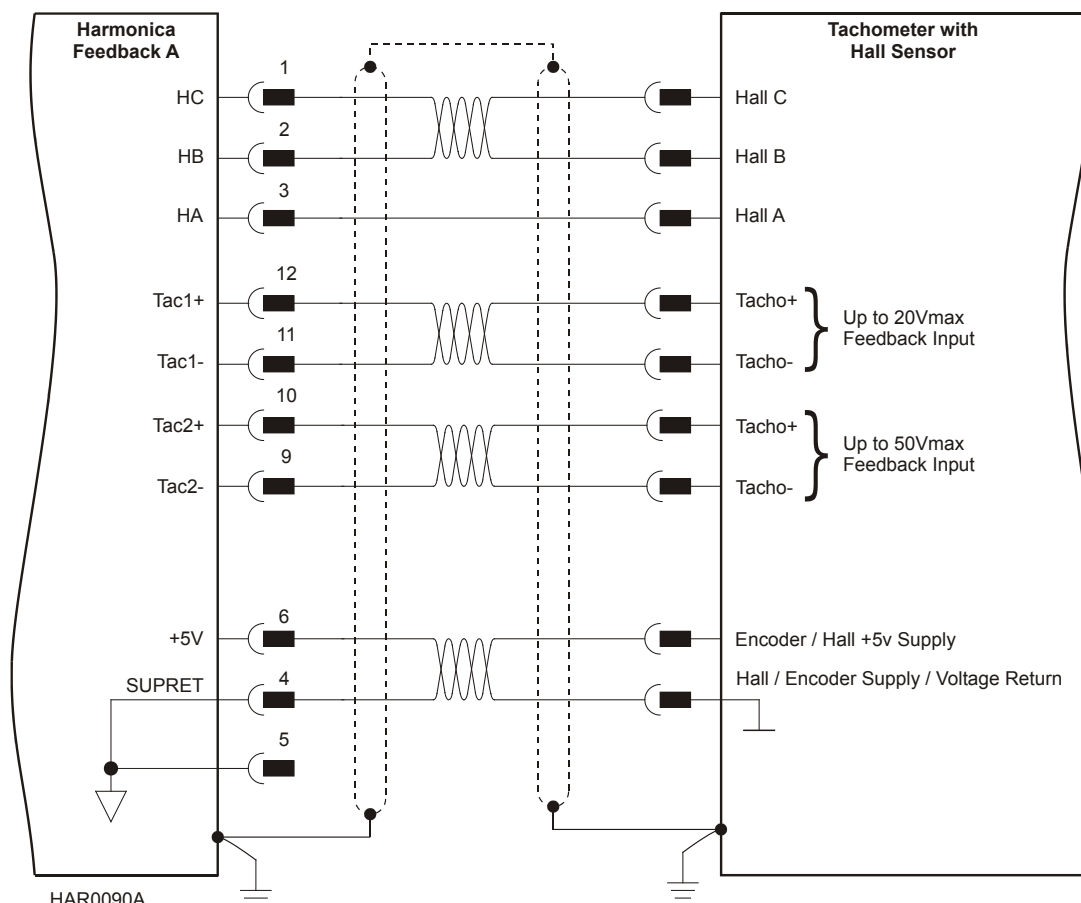 Harmonica
Feedback A
Tachometer with
Hall Sensor
1
HC
Hall C
2
HB
Hall B
3
HA
Hall A
12
Tac1+
Tacho+
Up to 20Vmax
Feedback Input
11
Tac1-
Tacho-
10
Tac2+
Tacho+
Up to 50Vmax
Feedback Input
9
Tac2-
Tacho-
6
+5V
Encoder / Hall +5v Supply
SUPRET
4
Hall / Encoder Supply / Voltage Return
5
HAR0090A